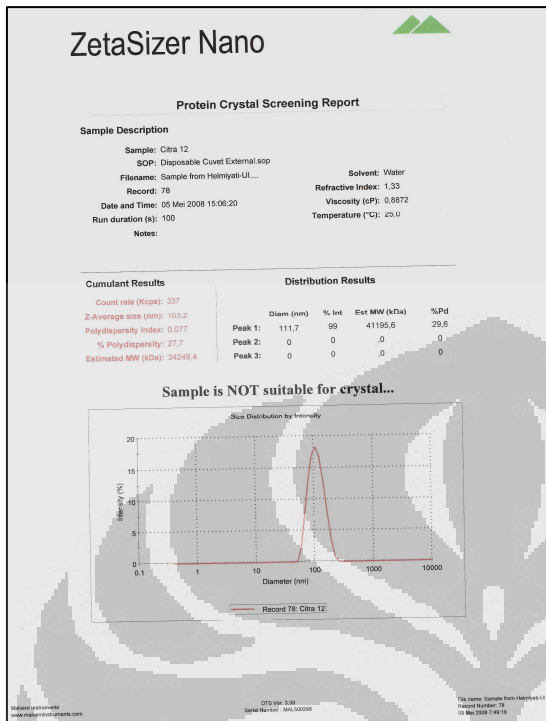 ZetaSizer Nano
Protein Crystal Screening Report
Sample Description
Sample: Citra 12
SOP: Disposable Cuvet External.sop
Filename: Sample from Helmiyati-UI....
Record: 78
Date and Time: 05 Mei 2008 15:06:20
Run duration (s): 100
Notes:
Solvent: Water
Refractive Index: 1,33
Viscosity (cP): 0,8872
Temperature (°C): 25,0
Cumulant Results
Count rate (Kcps): 337
Z-Average size (nm): 103,2
Polydispersity Index: 0.077
% Polydispersity: 27,7
Estimated MW (kDa): 34249,4
Distribution Results
Diam (nm) % Int Est MW (kDa) %Pd
Peak 1: 111,7 99 41195,6 29,6
Peak 2: 0 0 ,0 0
Peak 3: 0 0 ,0 0
Sample is NOT suitable for crystal...
Size Distribution by Intensity
Intensity (%)
20
15
10
5
0
0.1 1 10 100 1000 10000
Diameter (nm)
Record 78: Citra 12
Malvern Instruments
www.malverninstruments.com
DTS Ver. 3.30
Serial Number : MAL500298
File name: Sample from Helmiyati-UI
Record Number: 78
09 Mei 2008 7:49:19